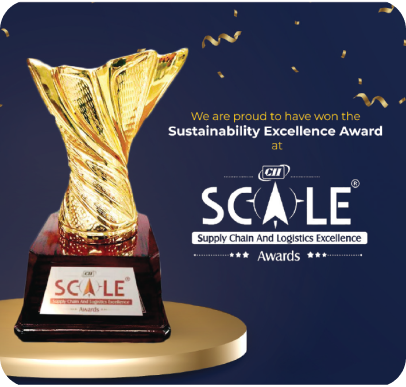 We are proud to have won the
Sustainability Excellence Award
at
CII
SCALE®
Supply Chain And Logistics Excellence
Awards
CII
SCALE
Supply Chain And Logistics Excellence
Awards